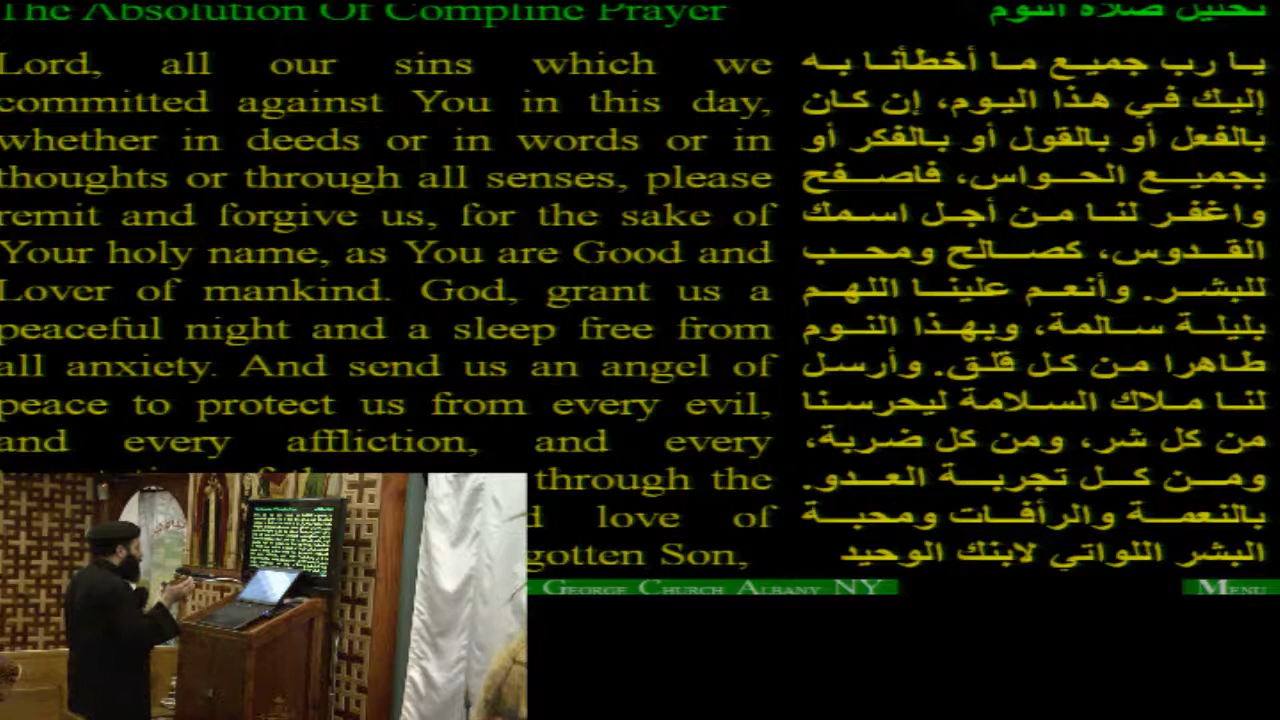 The Absolution Of Compline Prayer
تحليل صلاة النوم
Lord, all our sins which we
committed against You in this day,
whether in deeds or in words or in
thoughts or through all senses, please
remit and forgive us, for the sake of
Your holy name, as You are Good and
Lover of mankind. God, grant us a
peaceful night and a sleep free from
all anxiety. And send us an angel of
peace to protect us from every evil,
and every affliction, and every
through the
love of
gotten Son,
يا رب جميع ما أخطأنا به
إليك في هذا اليوم، إن كان
بالفعل أو بالقول أو بالفكر أو
بجميع الحواس، فاصفح
واغفر لنا من أجل اسمك
القدوس، كصالح ومحب
للبشر. وأنعم علينا اللهم
بليلة سالمة، وبهذا النوم
طاهرا من كل قلق. وأرسل
لنا ملاك السلامة ليحرسنا
من كل شر، ومن كل ضربة،
ومن كل تجربة العدو.
بالنعمة والرأفات ومحبة
البشر اللواتي لابنك الوحيد
George Church Albany NY
Menu